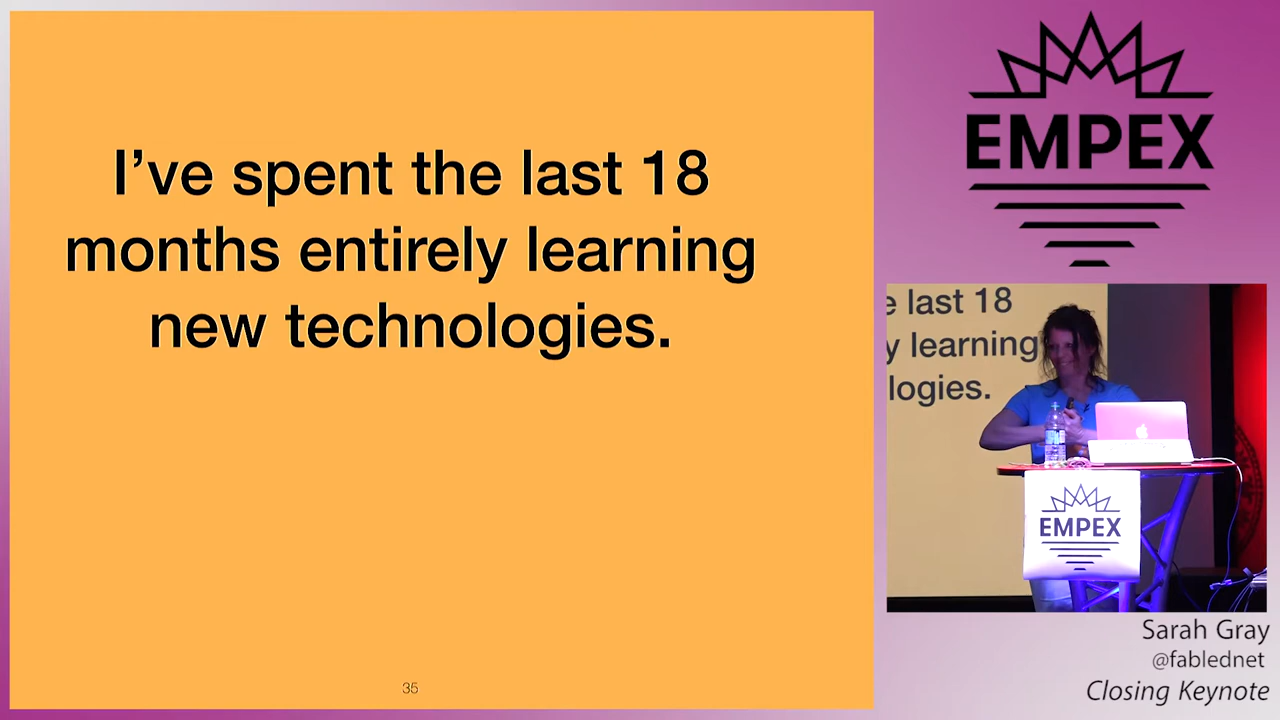 I've spent the last 18
months entirely learning
new technologies.
35
EMPEX
e last 18
y learning
logies.
EMPEX
Sarah Gray
@fablednet
Closing Keynote